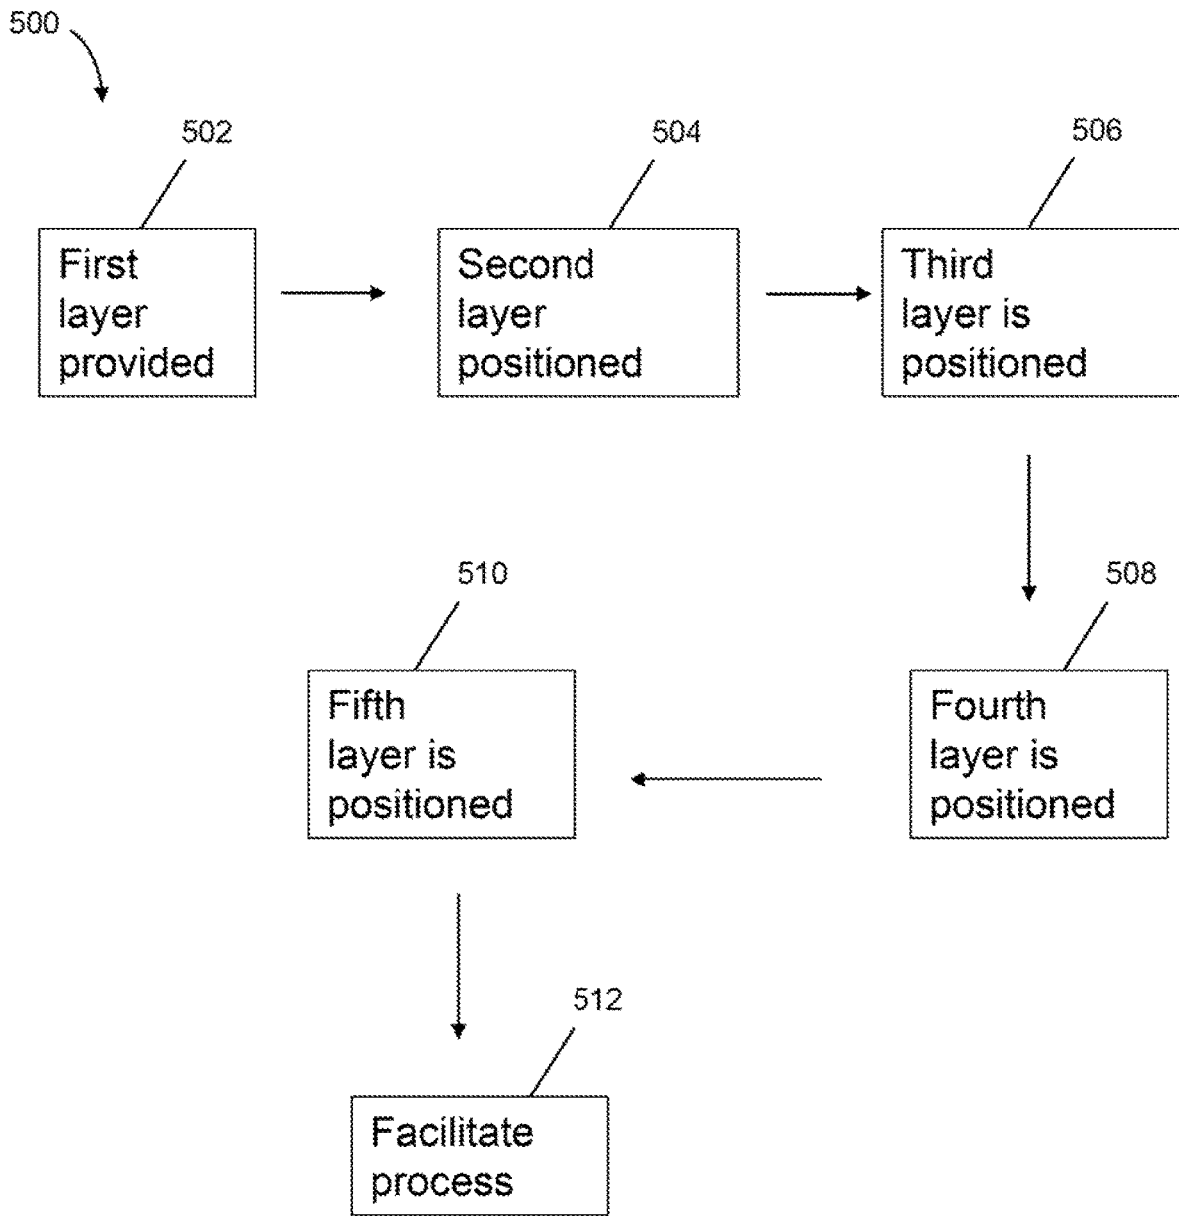 500
502
First
layer
provided
504
Second
layer
positioned
506
Third
layer is
positioned
508
Fourth
layer is
positioned
510
Fifth
layer is
positioned
512
Facilitate
process